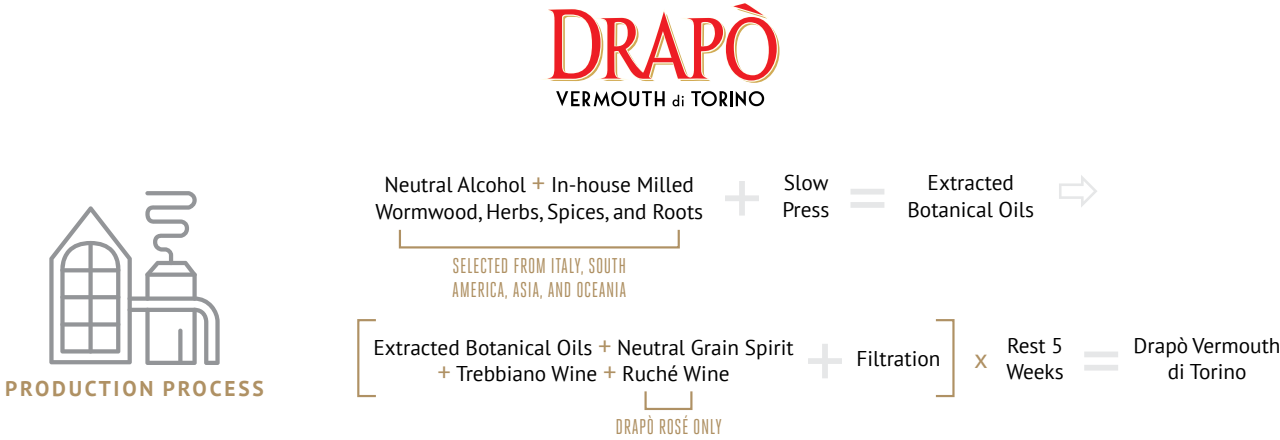 DRAPÒ
VERMOUTH di TORINO
Neutral Alcohol + In-house Milled
Wormwood, Herbs, Spices, and Roots
+
Slow
Press
=
Extracted
Botanical Oils
SELECTED FROM ITALY, SOUTH
AMERICA, ASIA, AND OCEANIA
PRODUCTION PROCESS
Extracted Botanical Oils + Neutral Grain Spirit
+ Trebbiano Wine + Ruché Wine
+
Filtration
x
Rest 5
Weeks
=
Drapò Vermouth
di Torino
DRAPÒ ROSÉ ONLY